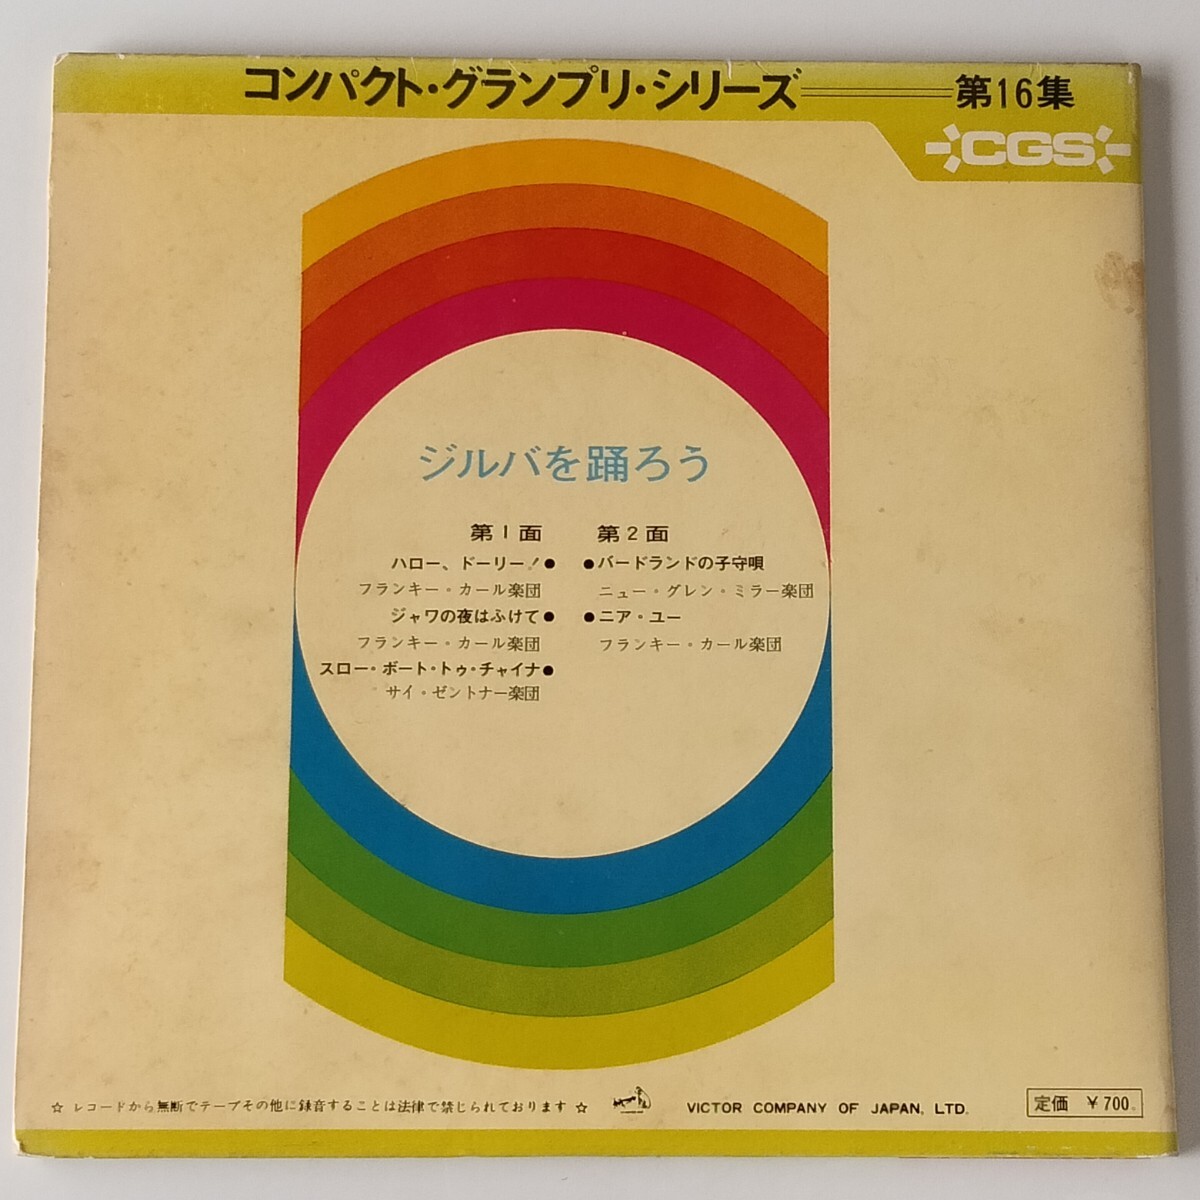 コンパクト・グランプリ・シリーズ══第16集
CGS
ジルバを踊ろう
第1面
ハロー、ドーリー!●
フランキー・カール楽団
ジャワの夜はふけて●
フランキー・カール楽団
スロー・ボート・トゥ・チャイナ●
サイ・ゼントナー楽団
第2面
●バードランドの子守唄
ニュー・グレン・ミラー楽団
●ニア・ユー
フランキー・カール楽団
☆ レコードから無断でテープその他に録音することは法律で禁じられております ☆
VICTOR COMPANY OF JAPAN, LTD.
定価 ¥700.